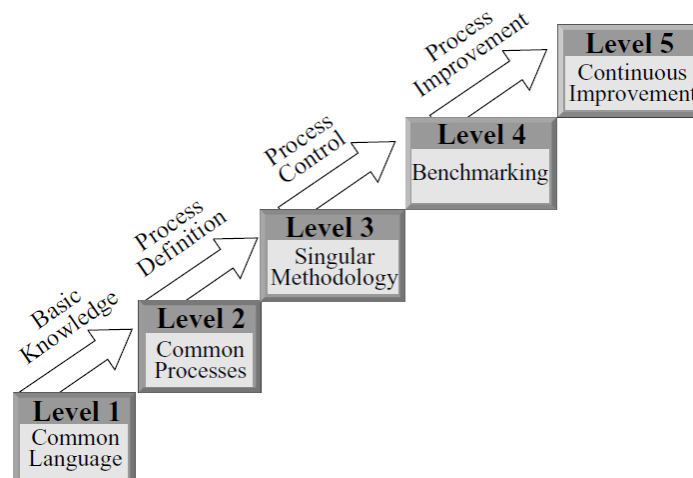 Level 1
Common
Language
Basic
Knowledge
Level 2
Common
Processes
Process
Definition
Level 3
Singular
Methodology
Process
Control
Level 4
Benchmarking
Process
Improvement
Level 5
Continuous
Improvement